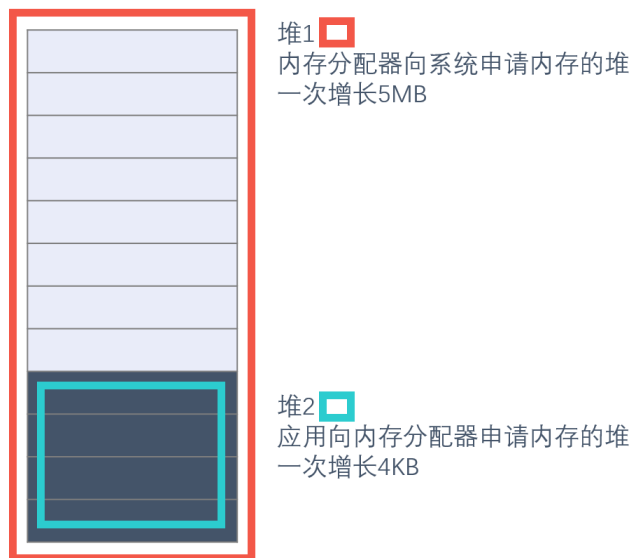 堆1
内存分配器向系统申请内存的堆
一次增长5MB
堆2
应用向内存分配器申请内存的堆
一次增长4KB